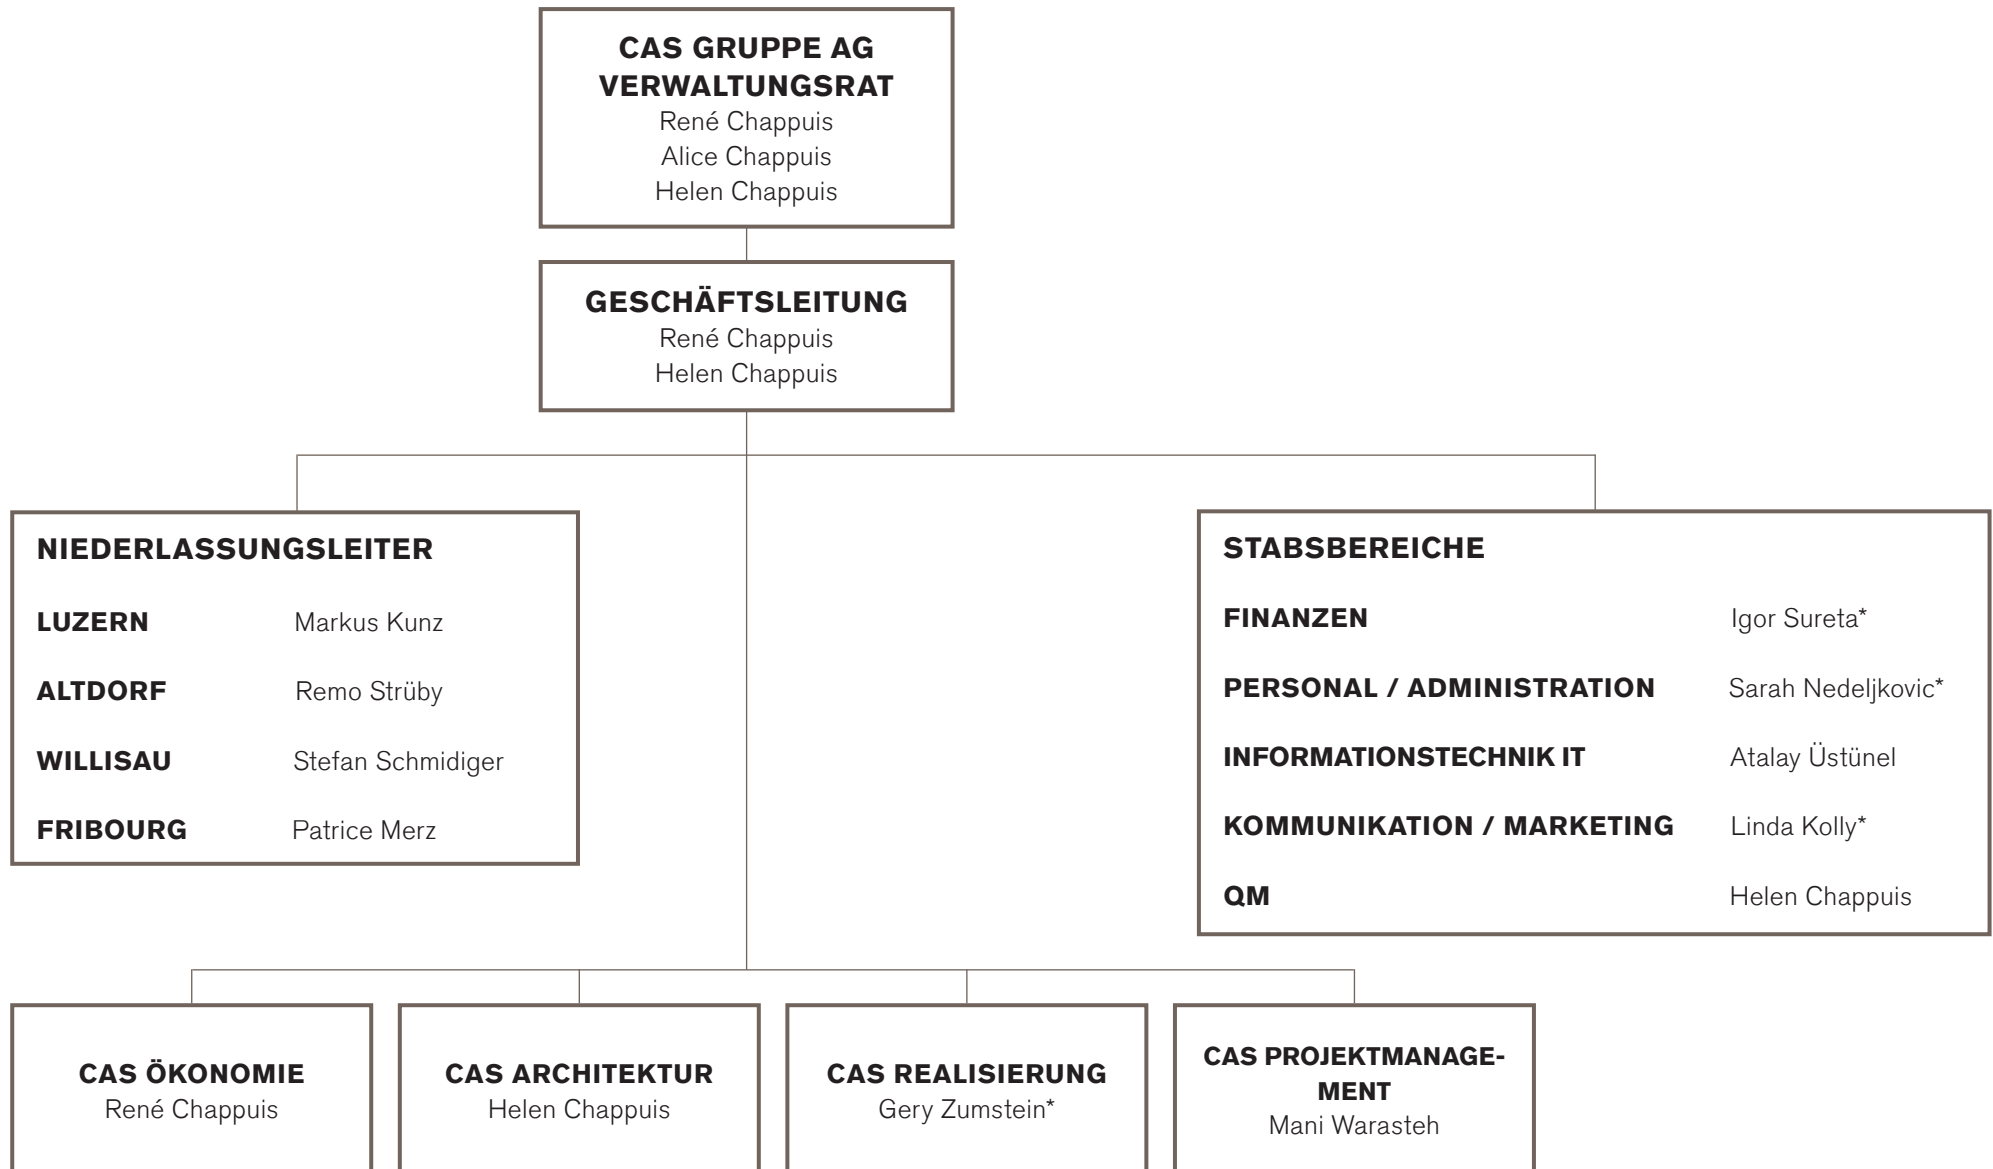 CAS GRUPPE AG
VERWALTUNGSRAT
René Chappuis
Alice Chappuis
Helen Chappuis
GESCHÄFTSLEITUNG
René Chappuis
Helen Chappuis
NIEDERLASSUNGSLEITER
LUZERN Markus Kunz
ALTDORF Remo Strüby
WILLISAU Stefan Schmidiger
FRIBOURG Patrice Merz
STABSBEREICHE
FINANZEN Igor Sureta*
PERSONAL / ADMINISTRATION Sarah Nedeljkovic*
INFORMATIONSTECHNIK IT Atalay Üstünel
KOMMUNIKATION / MARKETING Linda Kolly*
QM Helen Chappuis
CAS ÖKONOMIE
René Chappuis
CAS ARCHITEKTUR
Helen Chappuis
CAS REALISIERUNG
Gery Zumstein*
CAS PROJEKTMANAGE-
MENT
Mani Warasteh